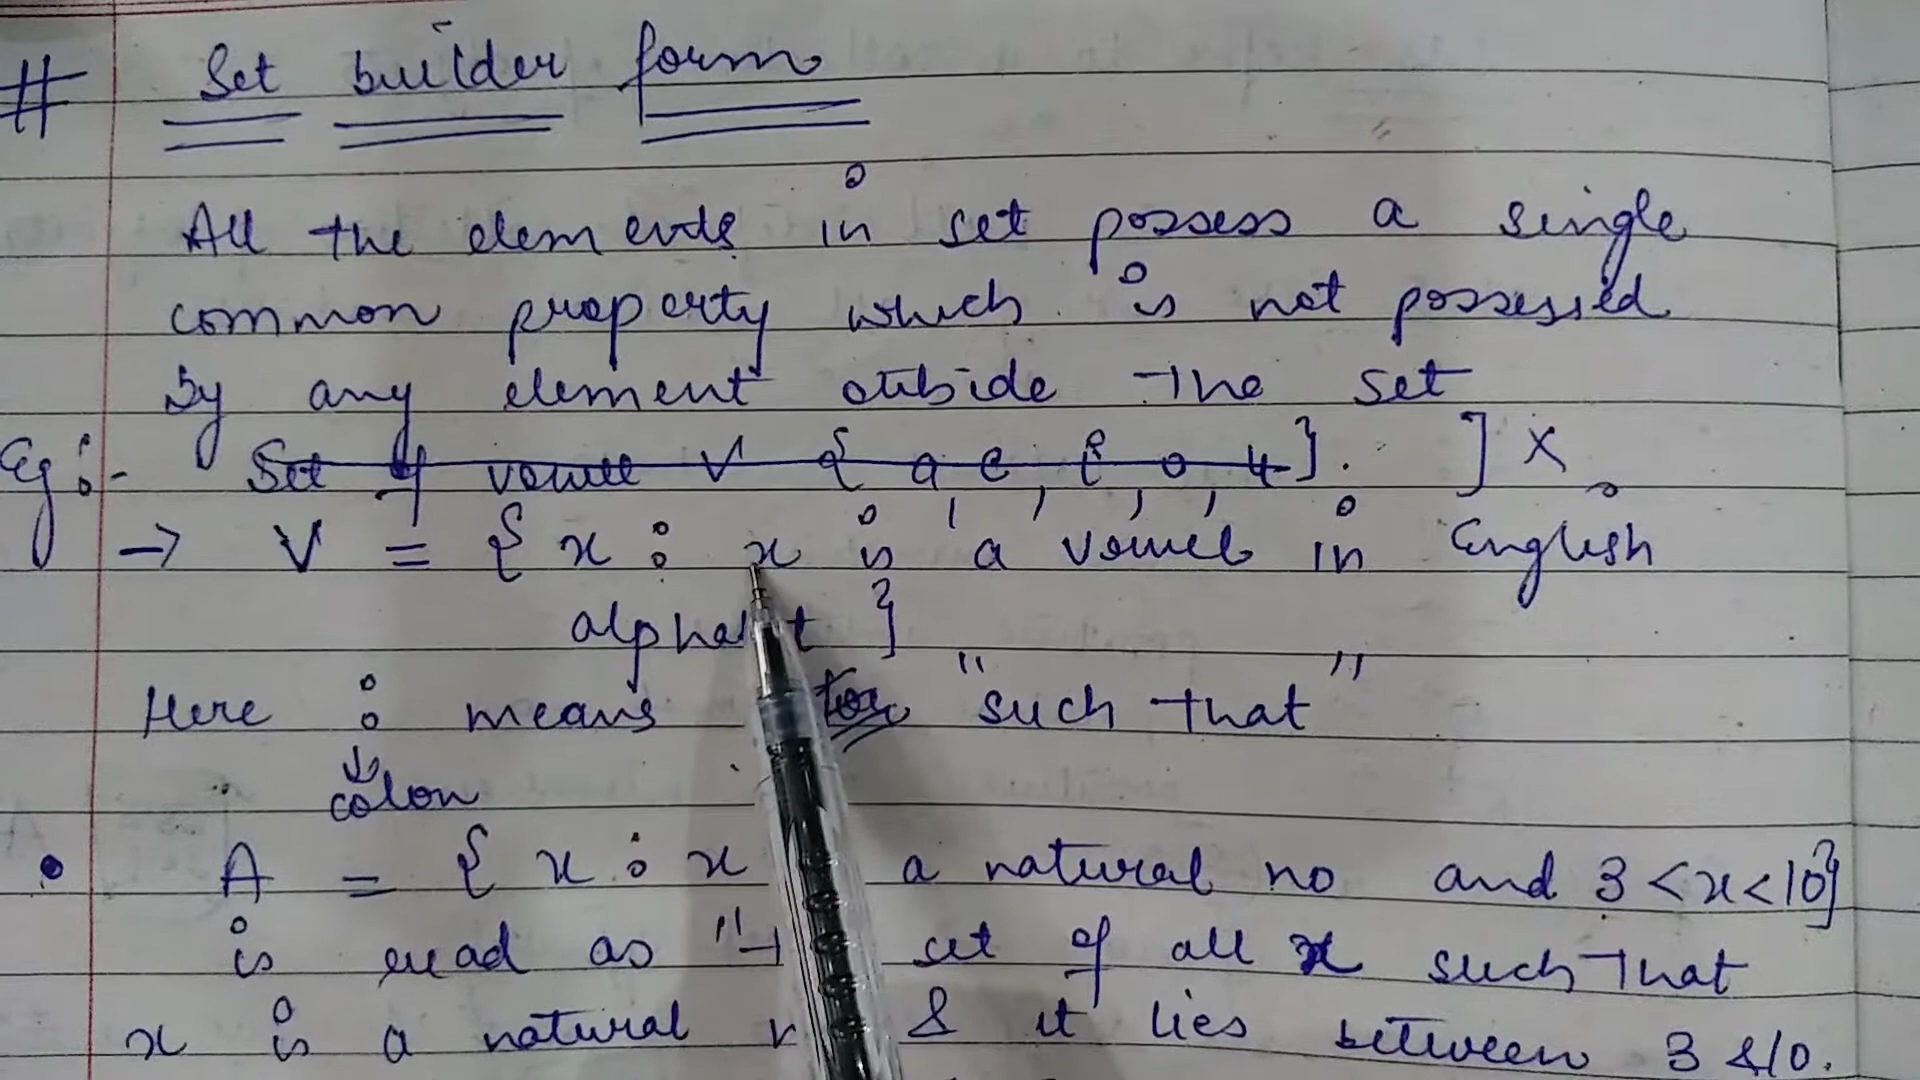 # Set builder form
All the elements in set possess a single
common property which is not possessed
by any element outside the set
Eg:- Set of vowel V { a, e, i, o, u }. ] X
→ V = { x : x is a vowel in English
alphabet }
Here : means for "such that"
↓
colon
• A = { x : x a natural no and 3 < x < 10 }
is read as " set of all x such that
x is a natural & it lies between 3 & 10.